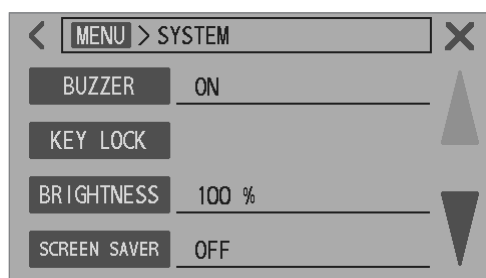 MENU > SYSTEM
BUZZER ON
KEY LOCK
BRIGHTNESS 100 %
SCREEN SAVER OFF